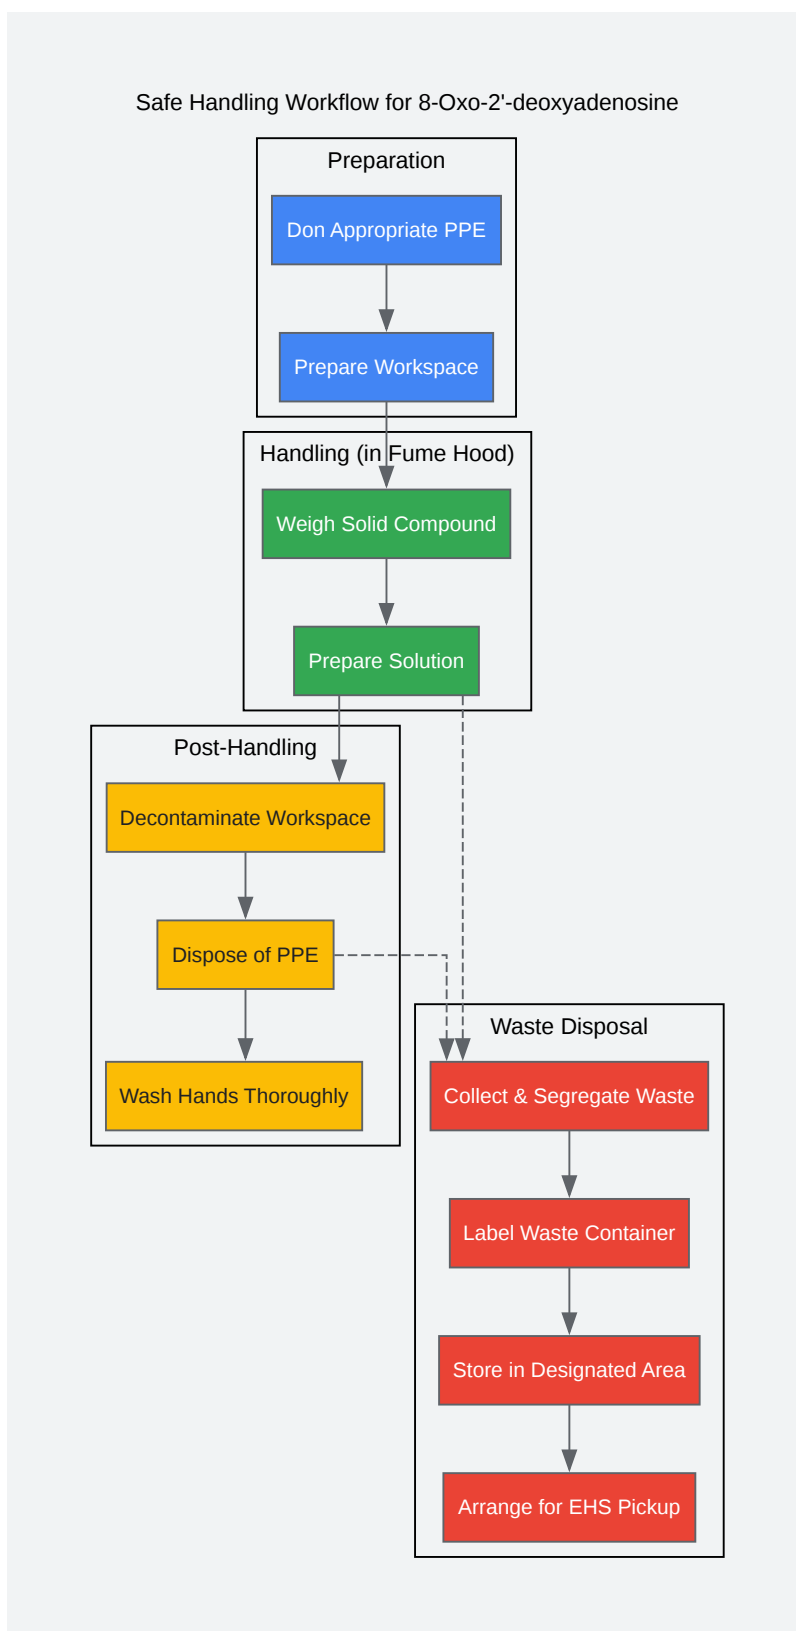 Safe Handling Workflow for 8-Oxo-2'-deoxyadenosine
Preparation
Don Appropriate PPE
Prepare Workspace
Handling (in Fume Hood)
Weigh Solid Compound
Prepare Solution
Post-Handling
Decontaminate Workspace
Dispose of PPE
Wash Hands Thoroughly
Waste Disposal
Collect & Segregate Waste
Label Waste Container
Store in Designated Area
Arrange for EHS Pickup